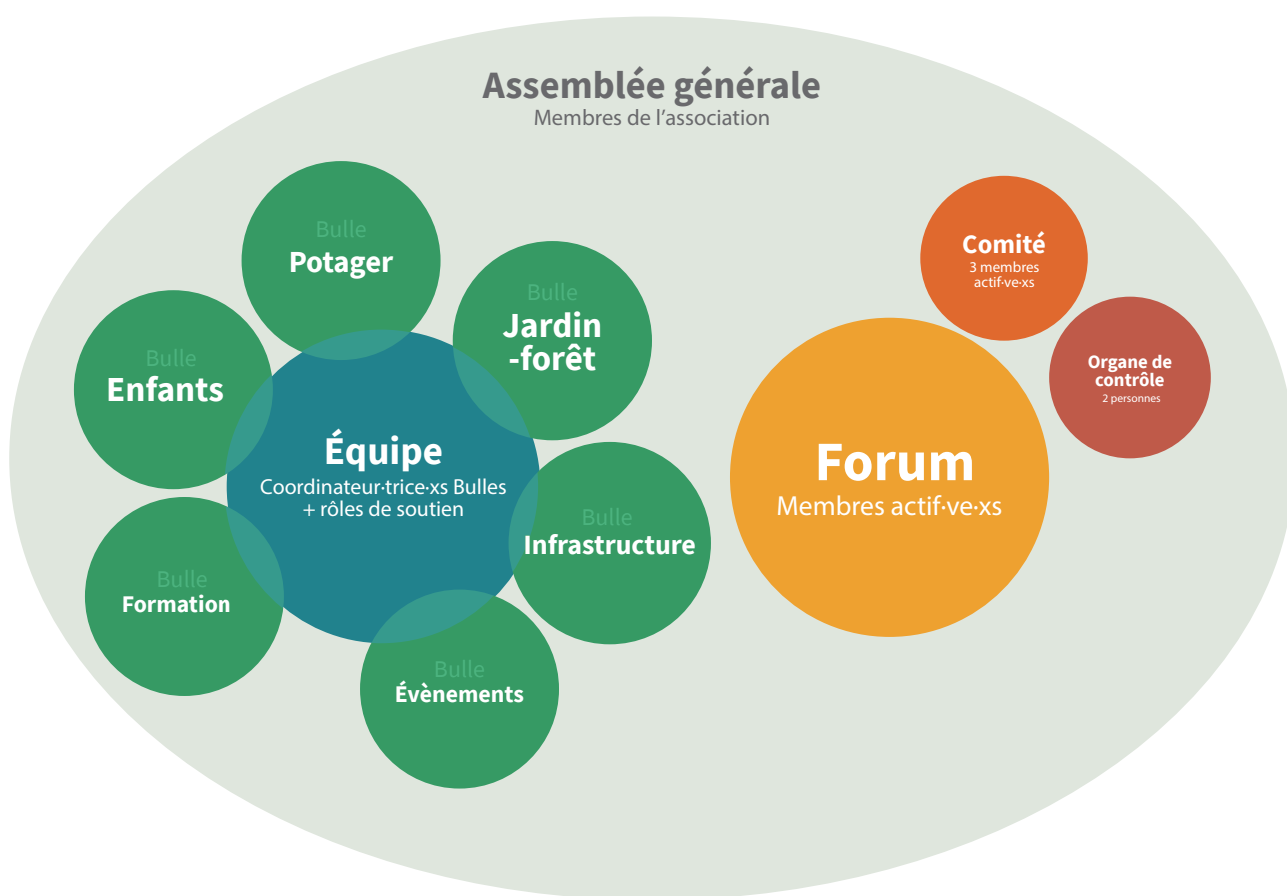 Assemblée générale
Membres de l'association
Bulle
Potager
Bulle
Jardin
-forêt
Bulle
Enfants
Équipe
Coordinateur·trice·xs Bulles
+ rôles de soutien
Bulle
Infrastructure
Bulle
Formation
Bulle
Évènements
Comité
3 membres
actif·ve·xs
Organe de
contrôle
2 personnes
Forum
Membres actif·ve·xs